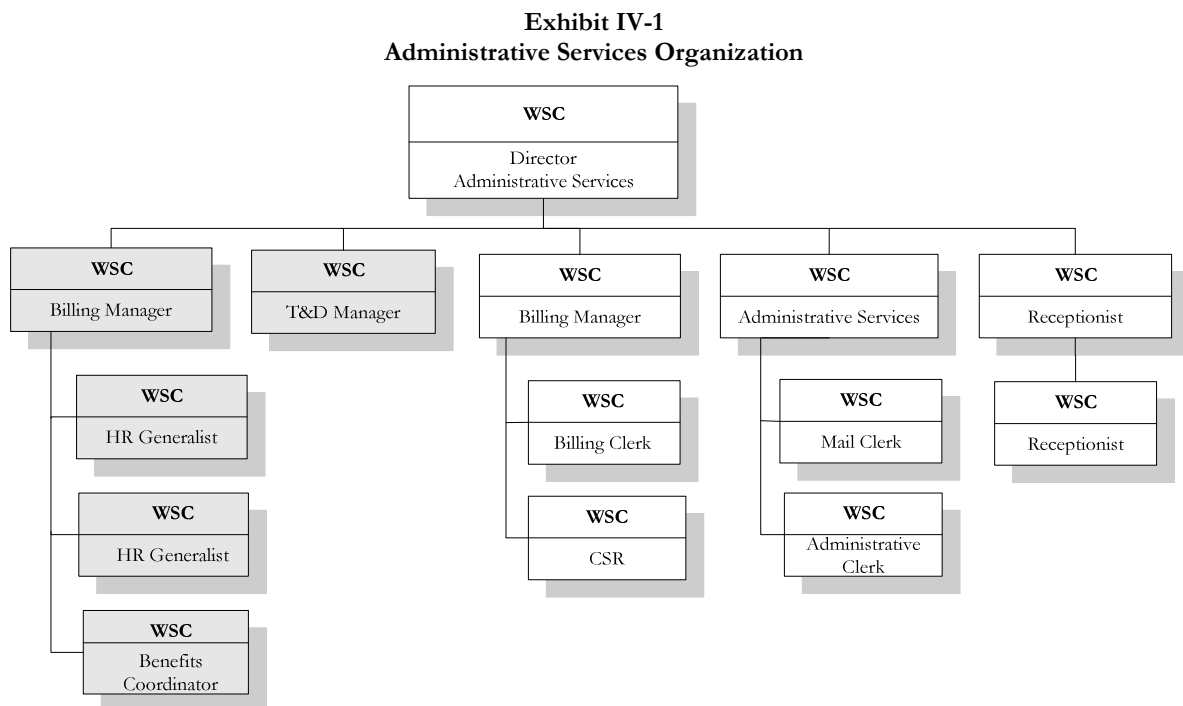 Exhibit IV-1
Administrative Services Organization
WSC
Director
Administrative Services
WSC
Billing Manager
WSC
T&D Manager
WSC
Billing Manager
WSC
Administrative Services
WSC
Receptionist
WSC
HR Generalist
WSC
HR Generalist
WSC
Benefits
Coordinator
WSC
Billing Clerk
WSC
CSR
WSC
Mail Clerk
WSC
Administrative
Clerk
WSC
Receptionist